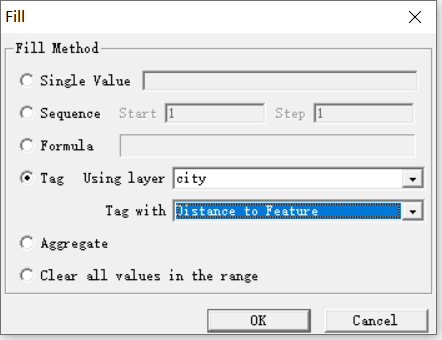 Fill
Fill Method
Single Value
Sequence Start 1 Step 1
Formula
Tag Using layer city
Tag with Distance to Feature
Aggregate
Clear all values in the range
OK Cancel